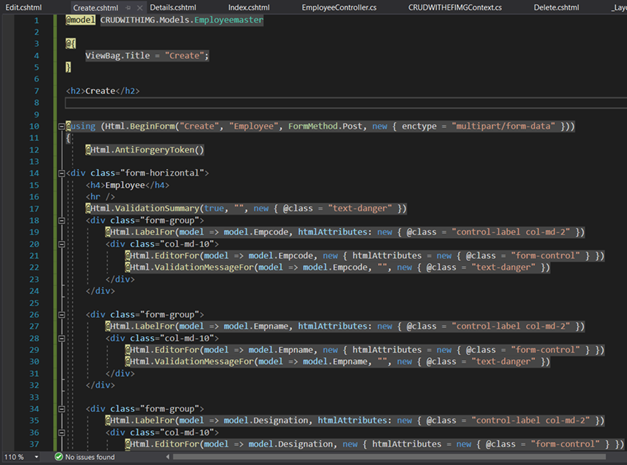 Edit.cshtml Create.cshtml Details.cshtml Index.cshtml EmployeeController.cs CRUDWITHEFIMGContext.cs Delete.cshtml _Layo
1 @model CRUDWITHIMG.Models.Employeemaster
2
3 @{
4 ViewBag.Title = "Create";
5 }
6
7 <h2>Create</h2>
8
9
10 @using (Html.BeginForm("Create", "Employee", FormMethod.Post, new { enctype = "multipart/form-data" }))
11 {
12 @Html.AntiForgeryToken()
13
14 <div class="form-horizontal">
15 <h4>Employee</h4>
16 <hr />
17 @Html.ValidationSummary(true, "", new { @class = "text-danger" })
18 <div class="form-group">
19 @Html.LabelFor(model => model.Empcode, htmlAttributes: new { @class = "control-label col-md-2" })
20 <div class="col-md-10">
21 @Html.EditorFor(model => model.Empcode, new { htmlAttributes = new { @class = "form-control" } })
22 @Html.ValidationMessageFor(model => model.Empcode, "", new { @class = "text-danger" })
23 </div>
24 </div>
25
26 <div class="form-group">
27 @Html.LabelFor(model => model.Empname, htmlAttributes: new { @class = "control-label col-md-2" })
28 <div class="col-md-10">
29 @Html.EditorFor(model => model.Empname, new { htmlAttributes = new { @class = "form-control" } })
30 @Html.ValidationMessageFor(model => model.Empname, "", new { @class = "text-danger" })
31 </div>
32 </div>
33
34 <div class="form-group">
35 @Html.LabelFor(model => model.Designation, htmlAttributes: new { @class = "control-label col-md-2" })
36 <div class="col-md-10">
37 @Html.EditorFor(model => model.Designation, new { htmlAttributes = new { @class = "form-control" } })
110 % No issues found